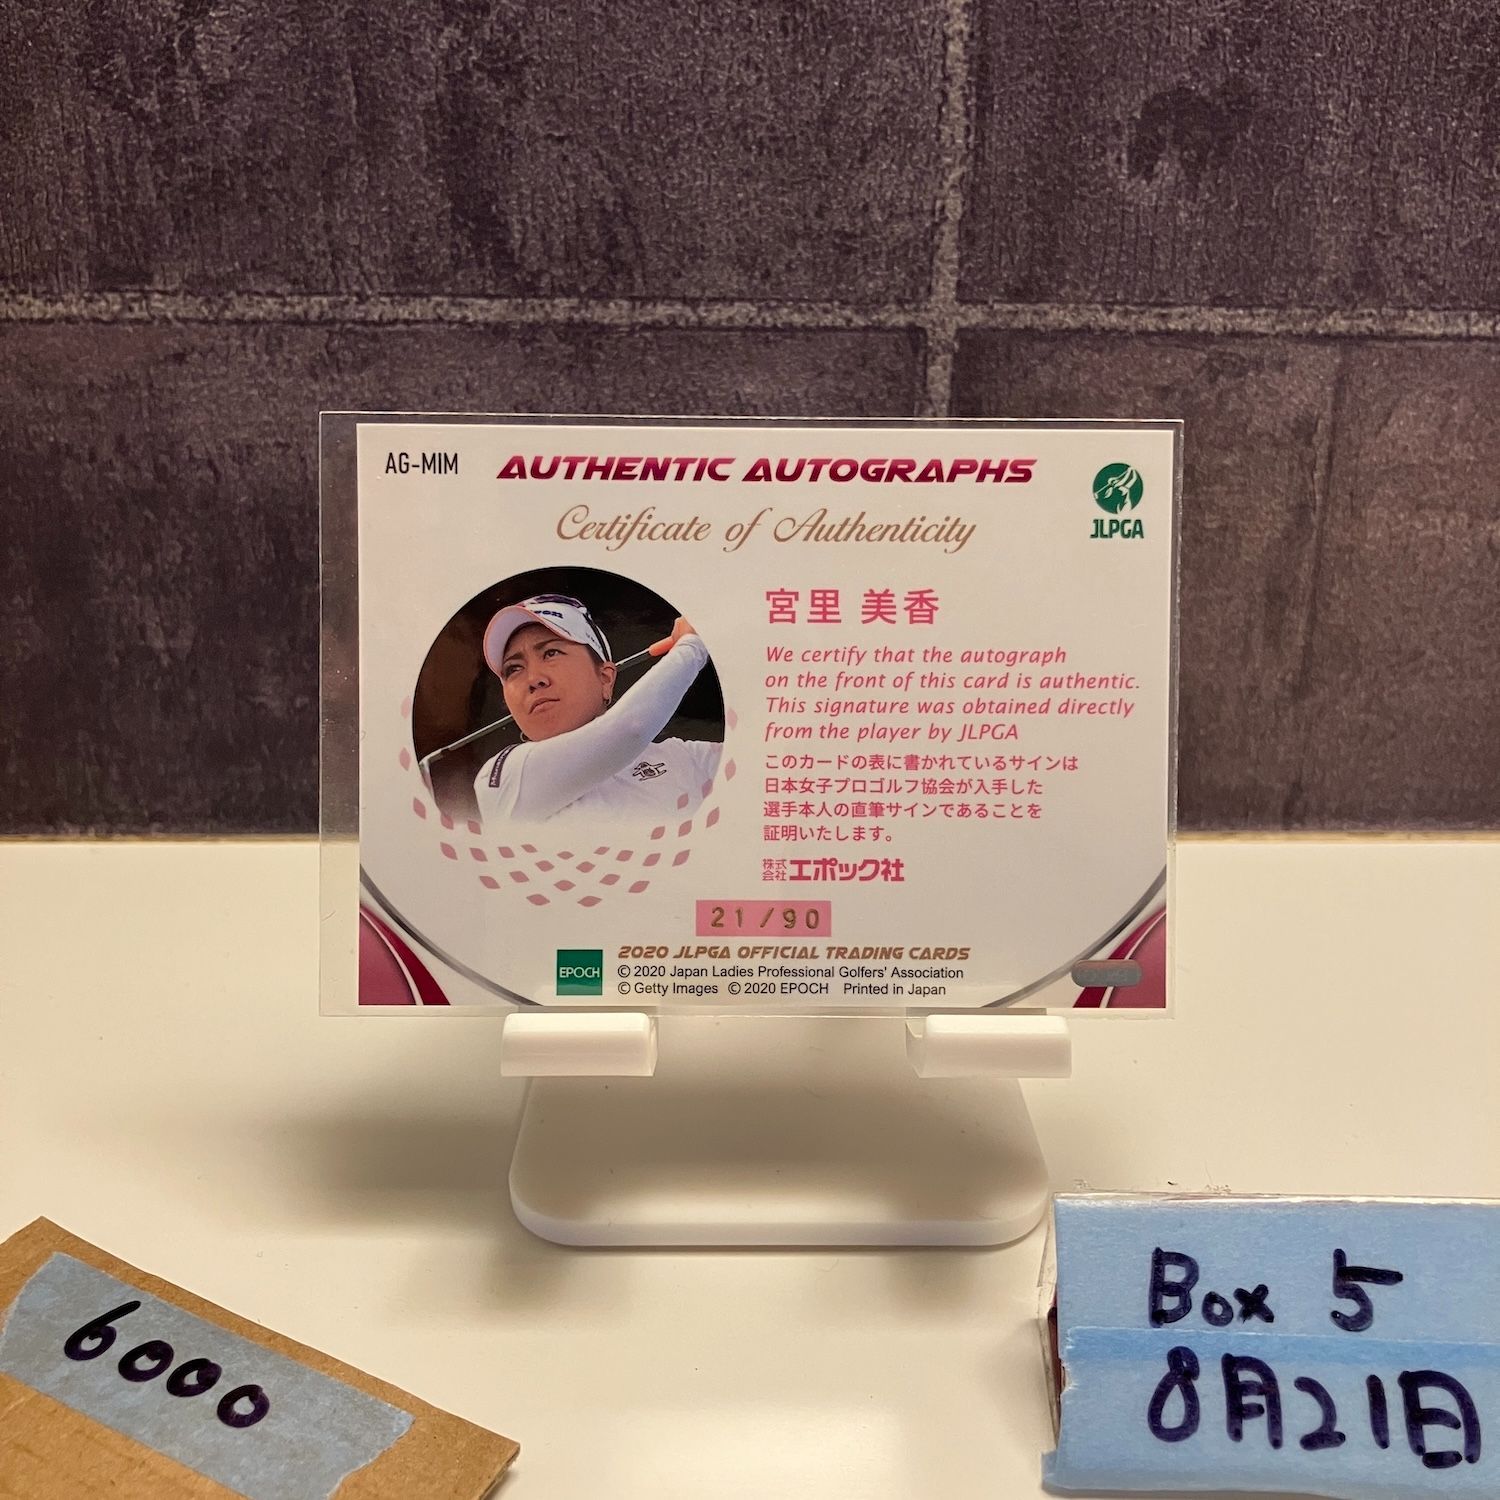 AG-MIM
AUTHENTIC AUTOGRAPHS
Certificate of Authenticity
JLPGA
宮里 美香
We certify that the autograph
on the front of this card is authentic.
This signature was obtained directly
from the player by JLPGA
このカードの表に書かれているサインは
日本女子プロゴルフ協会が入手した
選手本人の直筆サインであることを
証明いたします。
株式会社エポック社
21/90
EPOCH
2020 JLPGA OFFICIAL TRADING CARDS
© 2020 Japan Ladies Professional Golfers' Association
© Getty Images © 2020 EPOCH Printed in Japan
6000
Box 5
8月21日